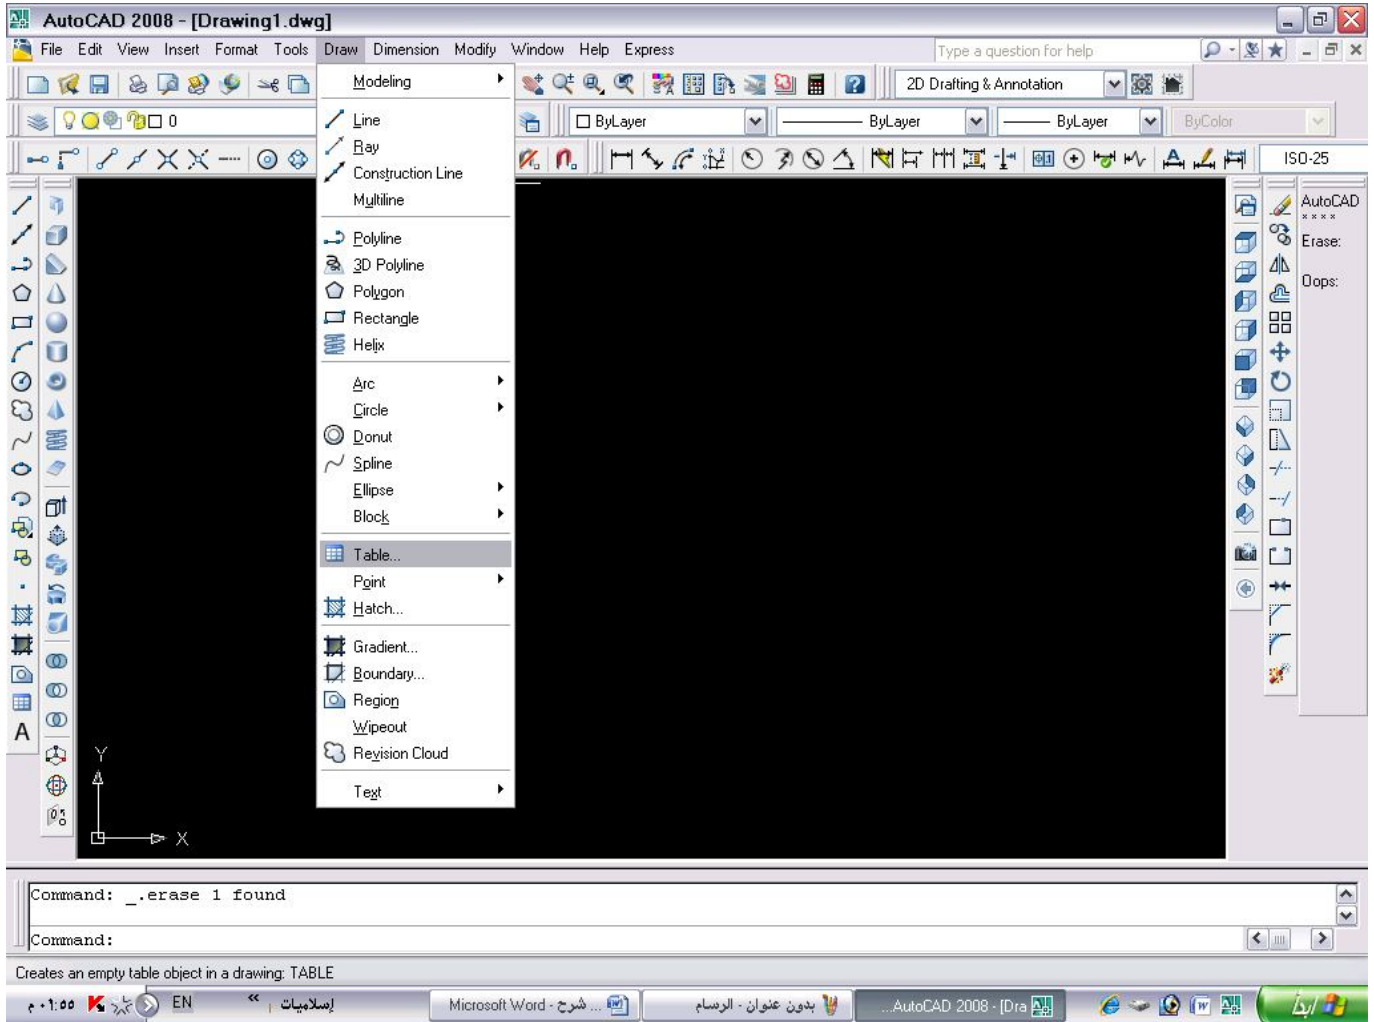 AutoCAD 2008 - [Drawing1.dwg]
File Edit View Insert Format Tools Draw Dimension Modify Window Help Express
Type a question for help
2D Drafting & Annotation
0
ByLayer
ByLayer
ByLayer
ByColor
ISO-25
Modeling
Line
Ray
Construction Line
Multiline
Polyline
3D Polyline
Polygon
Rectangle
Helix
Arc
Circle
Donut
Spline
Ellipse
Block
Table...
Point
Hatch...
Gradient...
Boundary...
Region
Wipeout
Revision Cloud
Text
AutoCAD
* * * *
Erase:
Oops:
A
Y
X
Command: _.erase 1 found
Command:
Creates an empty table object in a drawing: TABLE
٠١:٥٥ م
EN
إسلاميات
Microsoft Word - شرح ...
بدون عنوان - الرسام
...AutoCAD 2008 - [Dra
ابدأ